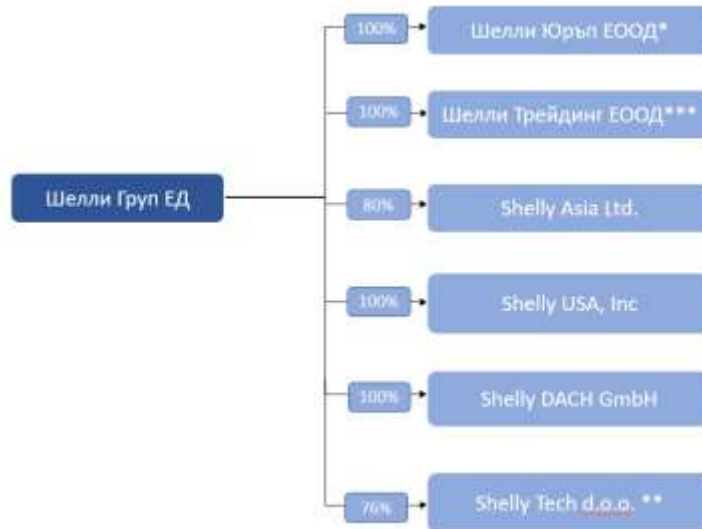 100%
Шелли Юръп ЕООД*
100%
Шелли Трейдинг ЕООД***
Шелли Груп ЕД
80%
Shelly Asia Ltd.
100%
Shelly USA, Inc
100%
Shelly DACH GmbH
76%
Shelly Tech d.o.o. **